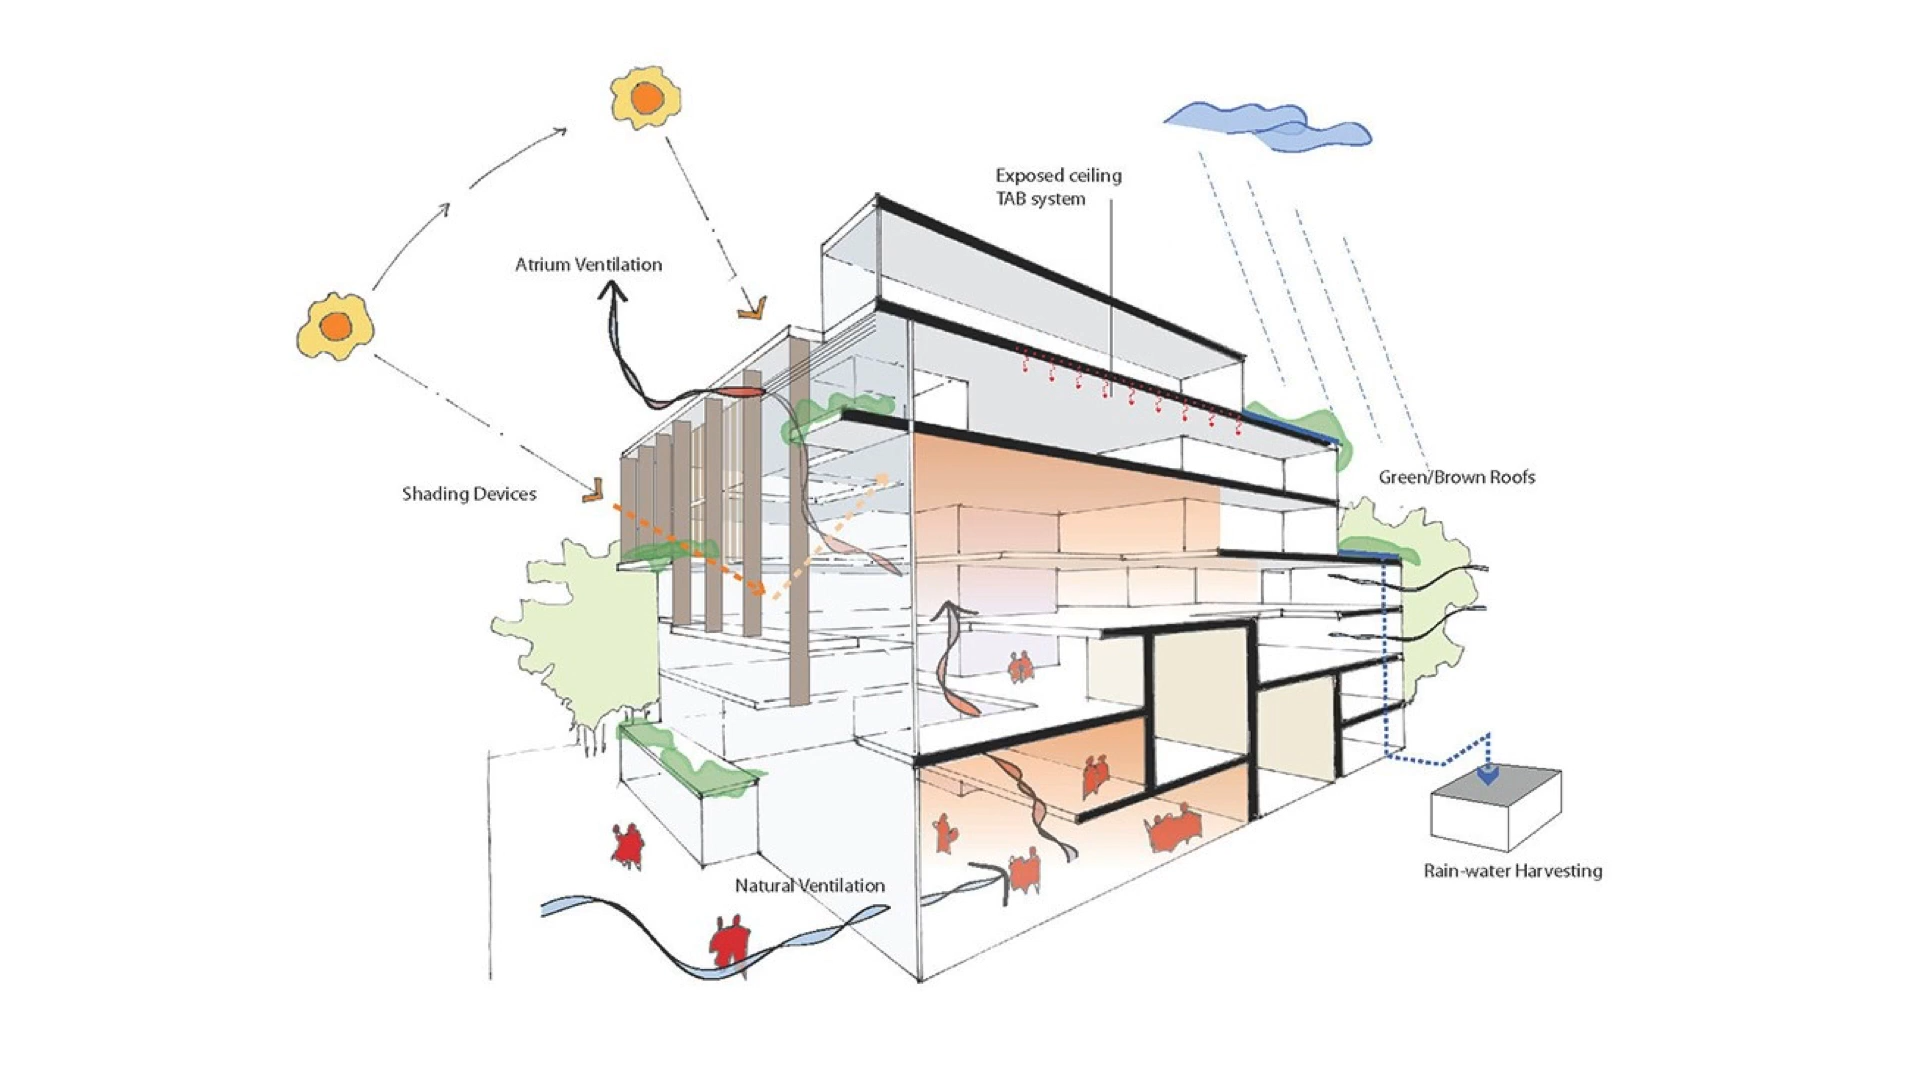 Exposed ceiling
TAB system
Atrium Ventilation
Shading Devices
Green/Brown Roofs
Rain-water Harvesting
Natural Ventilation